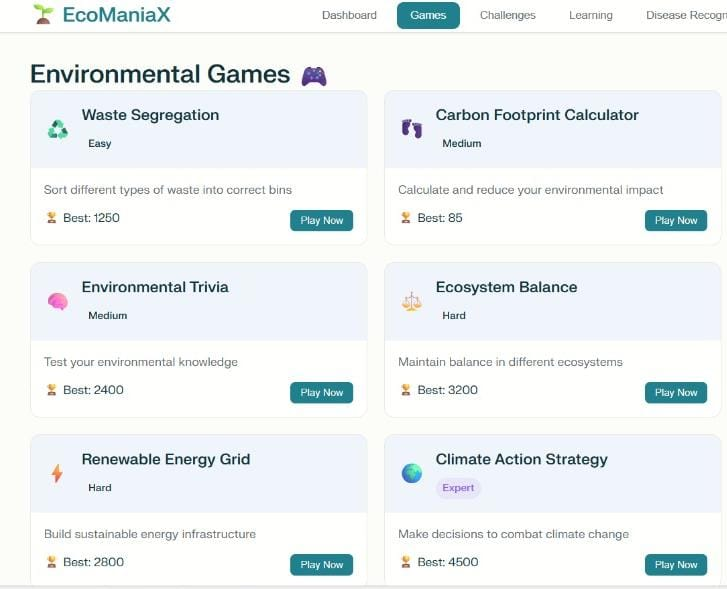 EcoManiaX
Dashboard Games Challenges Learning Disease Recogn
Environmental Games
Waste Segregation
Easy
Sort different types of waste into correct bins
Best: 1250
Play Now
Carbon Footprint Calculator
Medium
Calculate and reduce your environmental impact
Best: 85
Play Now
Environmental Trivia
Medium
Test your environmental knowledge
Best: 2400
Play Now
Ecosystem Balance
Hard
Maintain balance in different ecosystems
Best: 3200
Play Now
Renewable Energy Grid
Hard
Build sustainable energy infrastructure
Best: 2800
Play Now
Climate Action Strategy
Expert
Make decisions to combat climate change
Best: 4500
Play Now